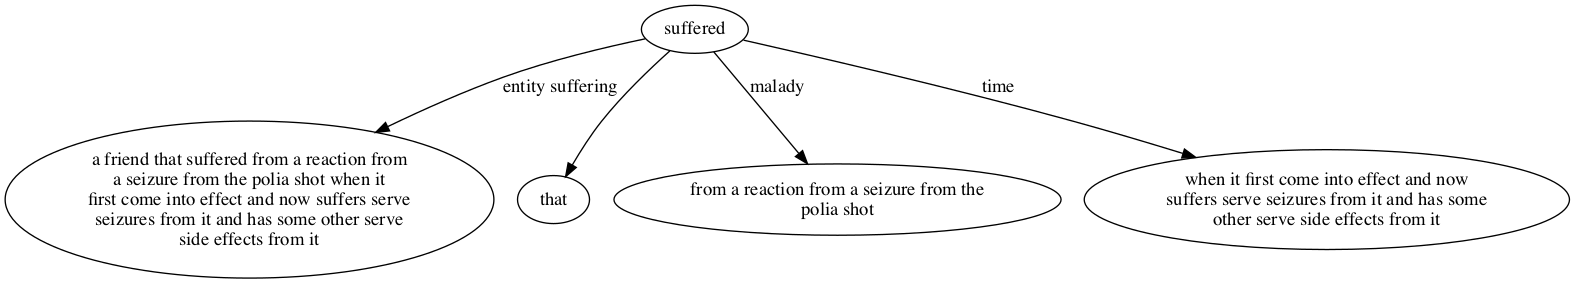 suffered
entity suffering
malady
time
a friend that suffered from a reaction from
a seizure from the polia shot when it
first come into effect and now suffers serve
seizures from it and has some other serve
side effects from it
that
from a reaction from a seizure from the
polia shot
when it first come into effect and now
suffers serve seizures from it and has some
other serve side effects from it